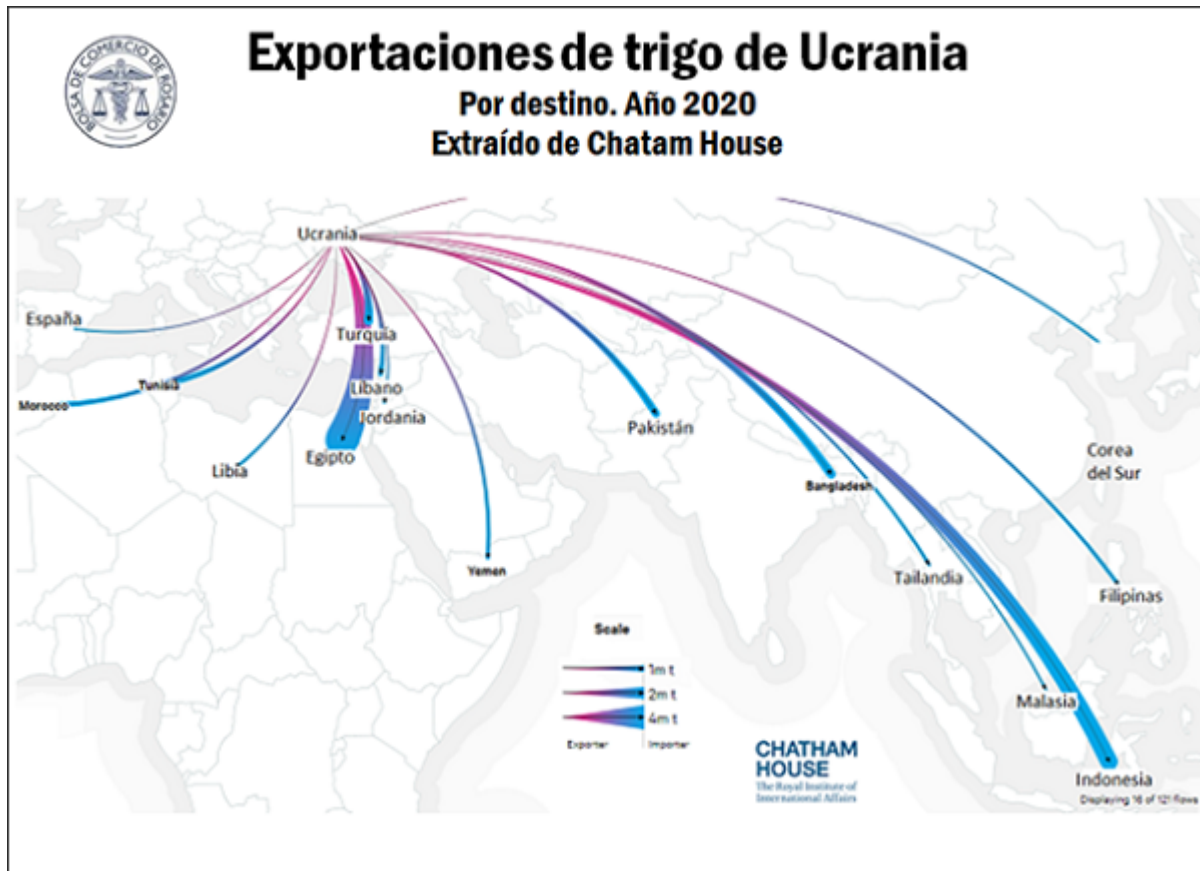 BOLSA DE COMERCIO DE ROSARIO
Exportaciones de trigo de Ucrania
Por destino. Año 2020
Extraído de Chatam House
Ucrania
España
Turquía
Tunisia
Libano
Morocco
Jordania
Pakistán
Egipto
Libia
Corea
del Sur
Bangladesh
Yemen
Tailandia
Filipinas
Scale
1m t
2m t
4m t
Exporter
Importer
Malasia
CHATHAM
HOUSE
The Royal Institute of
International Affairs
Indonesia
Displaying 16 of 121 flows